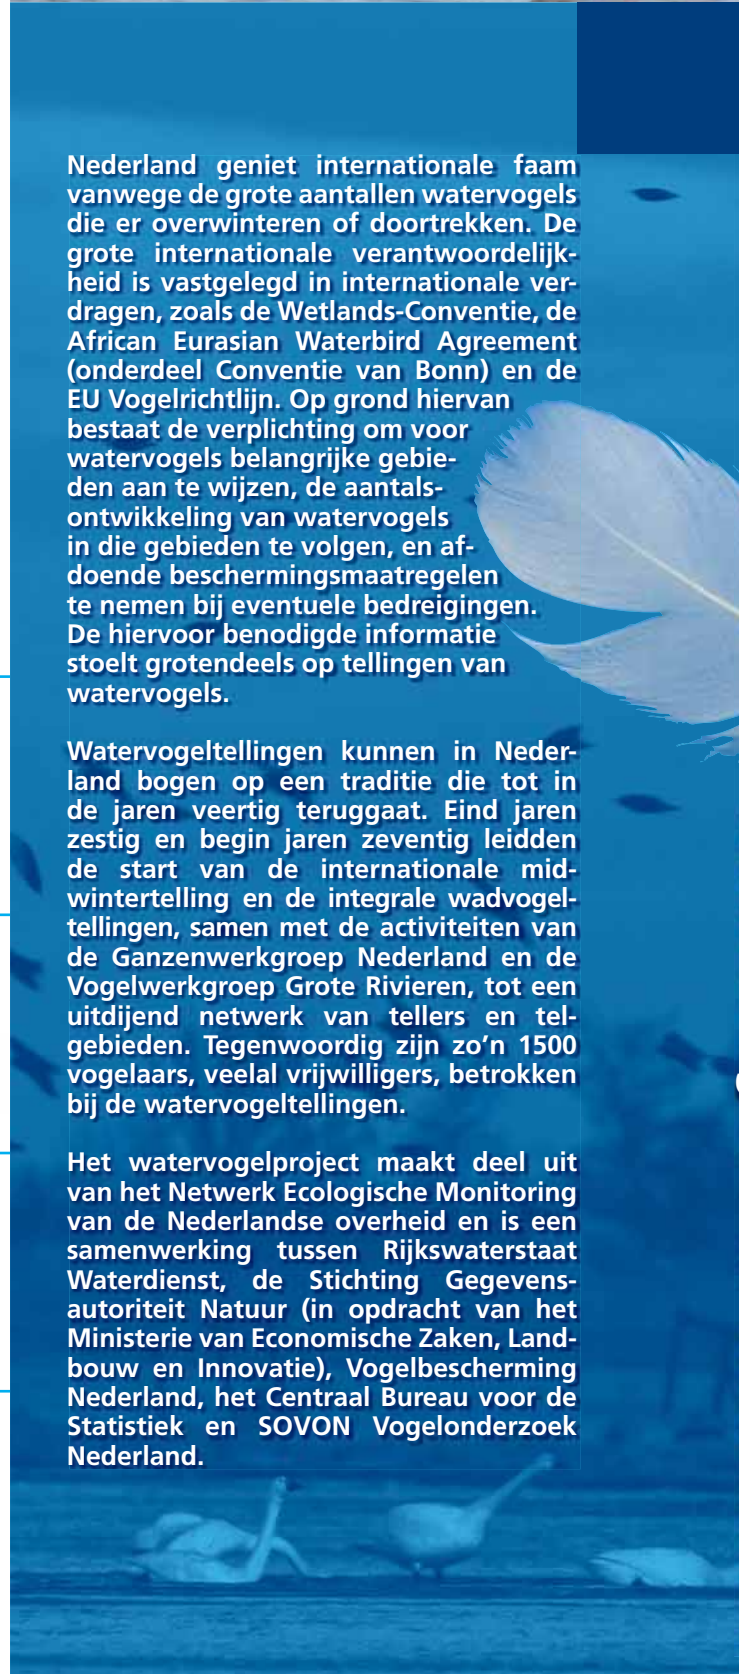 Nederland geniet internationale faam
vanwege de grote aantallen watervogels
die er overwinteren of doortrekken. De
grote internationale verantwoordelijk-
heid is vastgelegd in internationale ver-
dragen, zoals de Wetlands-Conventie, de
African Eurasian Waterbird Agreement
(onderdeel Conventie van Bonn) en de
EU Vogelrichtlijn. Op grond hiervan
bestaat de verplichting om voor
watervogels belangrijke gebie-
den aan te wijzen, de aantals-
ontwikkeling van watervogels
in die gebieden te volgen, en af-
doende beschermingsmaatregelen
te nemen bij eventuele bedreigingen.
De hiervoor benodigde informatie
stoelt grotendeels op tellingen van
watervogels.

Watervogeltellingen kunnen in Neder-
land bogen op een traditie die tot in
de jaren veertig teruggaat. Eind jaren
zestig en begin jaren zeventig leidden
de start van de internationale mid-
wintertelling en de integrale wadvogel-
tellingen, samen met de activiteiten van
de Ganzenwerkgroep Nederland en de
Vogelwerkgroep Grote Rivieren, tot een
uitdijend netwerk van tellers en tel-
gebieden. Tegenwoordig zijn zo’n 1500
vogelaars, veelal vrijwilligers, betrokken
bij de watervogeltellingen.

Het watervogelproject maakt deel uit
van het Netwerk Ecologische Monitoring
van de Nederlandse overheid en is een
samenwerking tussen Rijkswaterstaat
Waterdienst, de Stichting Gegevens-
autoriteit Natuur (in opdracht van het
Ministerie van Economische Zaken, Land-
bouw en Innovatie), Vogelbescherming
Nederland, het Centraal Bureau voor de
Statistiek en SOVON Vogelonderzoek
Nederland.